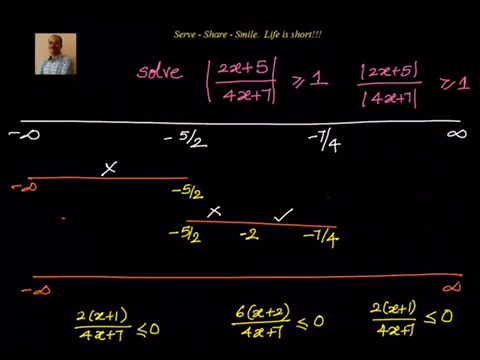 Serve - Share - Smile. Life is short!!!
solve |2x+5/4x+7| ≥ 1 |2x+5|/|4x+7| ≥ 1
-∞ -5/2 -7/4 ∞
×
-∞ -5/2
× ✓
-5/2 -2 -7/4
-∞ ∞
2(x+1)/4x+7 ≤ 0 6(x+2)/4x+7 ≤ 0 2(x+1)/4x+7 ≤ 0